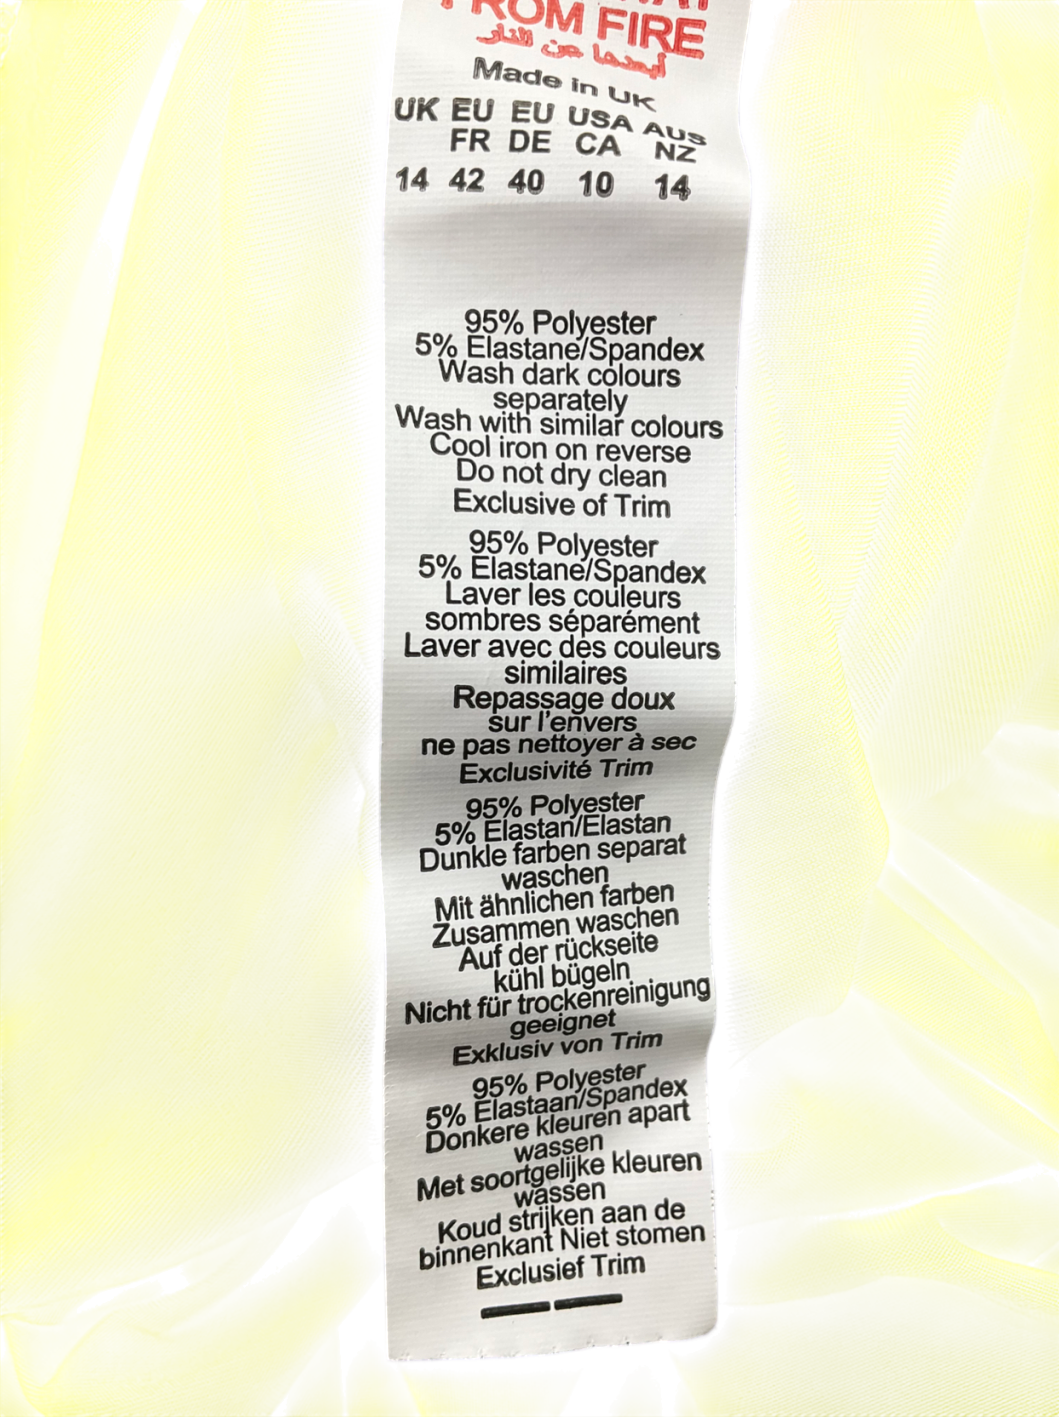 FROM FIRE
أبعدها عن النار
Made in UK
UK EU EU USA AUS
FR DE CA NZ
14 42 40 10 14
95% Polyester
5% Elastane/Spandex
Wash dark colours
separately
Wash with similar colours
Cool iron on reverse
Do not dry clean
Exclusive of Trim
95% Polyester
5% Elastane/Spandex
Laver les couleurs
sombres séparément
Laver avec des couleurs
similaires
Repassage doux
sur l'envers
ne pas nettoyer à sec
Exclusivité Trim
95% Polyester
5% Elastan/Elastan
Dunkle farben separat
waschen
Mit ähnlichen farben
Zusammen waschen
Auf der rückseite
kühl bügeln
Nicht für trockenreinigung
geeignet
Exklusiv von Trim
95% Polyester
5% Elastaan/Spandex
Donkere kleuren apart
wassen
Met soortgelijke kleuren
wassen
Koud strijken aan de
binnenkant Niet stomen
Exclusief Trim